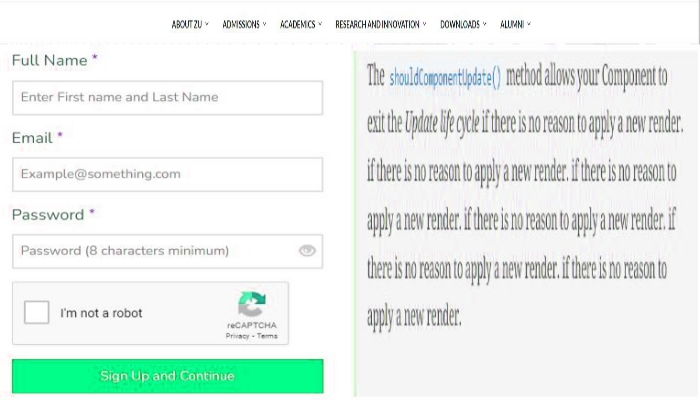 ABOUT ZU ADMISSIONS ACADEMICS RESEARCH AND INNOVATION DOWNLOADS ALUMNI
Full Name *
Enter First name and Last Name
Email *
Example@something.com
Password *
Password (8 characters minimum)
I'm not a robot
reCAPTCHA
Privacy - Terms
Sign Up and Continue
The shouldComponentUpdate() method allows your Component to
exit the Update life cycle if there is no reason to apply a new render.
if there is no reason to apply a new render. if there is no reason to
apply a new render. if there is no reason to apply a new render. if
there is no reason to apply a new render. if there is no reason to
apply a new render.